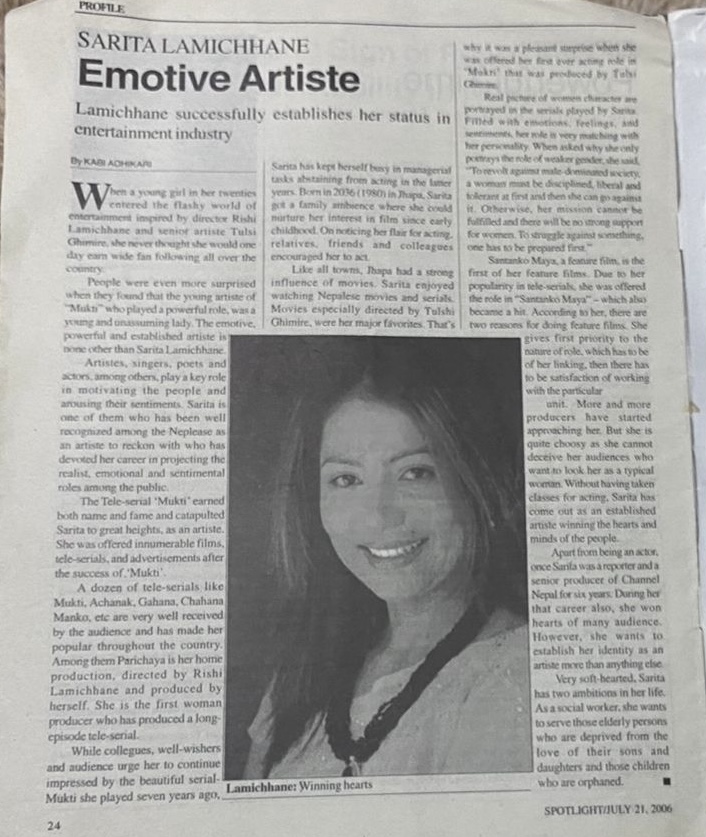 PROFILE
SARITA LAMICHHANE
Emotive Artiste
Lamichhane successfully establishes her status in
entertainment industry
By KABI ADHIKARI
When a young girl in her twenties
entered the flashy world of
entertainment inspired by director Rishi
Lamichhane and senior artiste Tulsi
Ghimire, she never thought she would one
day earn wide fan following all over the
country.
People were even more surprised
when they found that the young artiste of
"Mukti" who played a powerful role, was a
young and unassuming lady. The emotive,
powerful and established artiste is
none other than Sarita Lamichhane.
Artistes, singers, poets and
actors, among others, play a key role
in motivating the people and
arousing their sentiments. Sarita is
one of them who has been well
recognized among the Neplease as
an artiste to reckon with who has
devoted her career in projecting the
realist, emotional and sentimental
roles among the public.
The Tele-serial 'Mukti' earned
both name and fame and catapulted
Sarita to great heights, as an artiste.
She was offered innumerable films,
tele-serials, and advertisements after
the success of 'Mukti'.
A dozen of tele-serials like
Mukti, Achanak, Gahana, Chahana
Manko, etc are very well received
by the audience and has made her
popular throughout the country.
Among them Parichaya is her home
production, directed by Rishi
Lamichhane and produced by
herself. She is the first woman
producer who has produced a long-
episode tele-serial.
While collegues, well-wishers
and audience urge her to continue
impressed by the beautiful serial-
Mukti she played seven years ago,
Sarita has kept herself busy in managerial
tasks abstaining from acting in the latter
years. Born in 2036 (1980) in Jhapa, Sarita
got a family ambience where she could
nurture her interest in film since early
childhood. On noticing her flair for acting,
relatives, friends and colleagues
encouraged her to act.
Like all towns, Jhapa had a strong
influence of movies. Sarita enjoyed
watching Nepalese movies and serials.
Movies especially directed by Tulshi
Ghimire, were her major favorites. That's
why it was a pleasant surprise when she
was offered her first ever acting role in
'Mukti' that was produced by Tulsi
Ghimire.
Real picture of women character are
portrayed in the serials played by Sarita.
Filled with emotions, feelings, and
sentiments, her role is very matching with
her personality. When asked why she only
portrays the role of weaker gender, she said,
"To revolt against male-dominated society,
a woman must be disciplined, liberal and
tolerant at first and then she can go against
it. Otherwise, her mission cannot be
fulfilled and there will be no strong support
for women. To struggle against something,
one has to be prepared first."
Santanko Maya, a feature film, is the
first of her feature films. Due to her
popularity in tele-serials, she was offered
the role in "Santanko Maya" – which also
became a hit. According to her, there are
two reasons for doing feature films. She
gives first priority to the
nature of role, which has to be
of her linking, then there has
to be satisfaction of working
with the particular
unit. More and more
producers have started
approaching her. But she is
quite choosy as she cannot
deceive her audiences who
want to look her as a typical
woman. Without having taken
classes for acting, Sarita has
come out as an established
artiste winning the hearts and
minds of the people.
Apart from being an actor,
once Sarita was a reporter and a
senior producer of Channel
Nepal for six years. During her
that career also, she won
hearts of many audience.
However, she wants to
establish her identity as an
artiste more than anything else.
Very soft-hearted, Sarita
has two ambitions in her life.
As a social worker, she wants
to serve those elderly persons
who are deprived from the
love of their sons and
daughters and those children
who are orphaned.
Lamichhane: Winning hearts
24
SPOTLIGHT/JULY 21, 2006